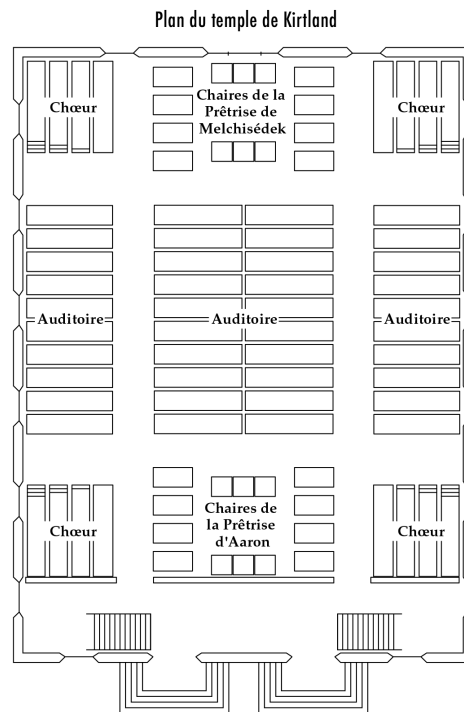 Plan du temple de Kirtland
Chœur
Chaires de la
Prêtrise de
Melchisédek
Chœur
Auditoire
Auditoire
Auditoire
Chœur
Chaires de
la Prêtrise
d'Aaron
Chœur